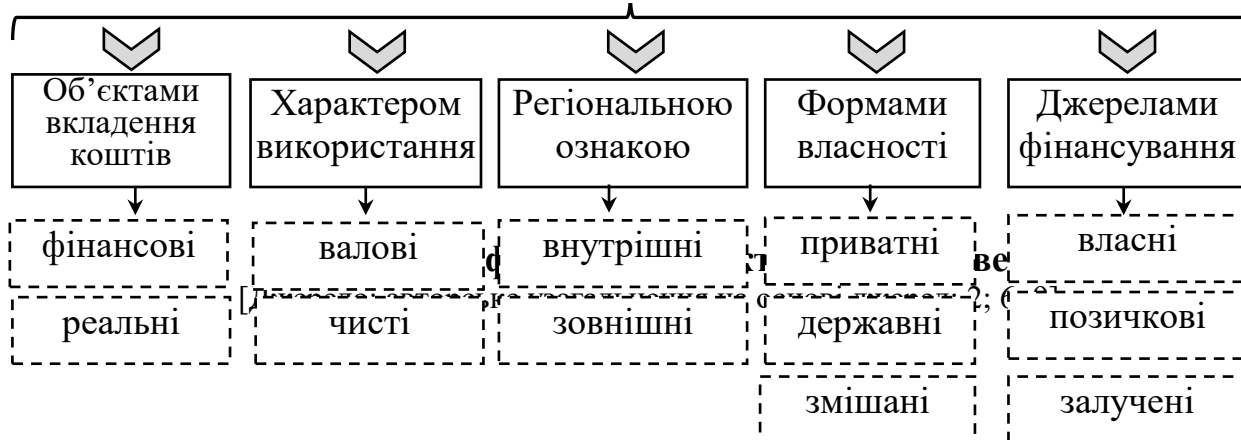 Об’єктами
вкладення
коштів
Характером
використання
Регіональною
ознакою
Формами
власності
Джерелами
фінансування
фінансові
валові
внутрішні
приватні
власні
реальні
чисті
зовнішні
державні
позичкові
змішані
залучені